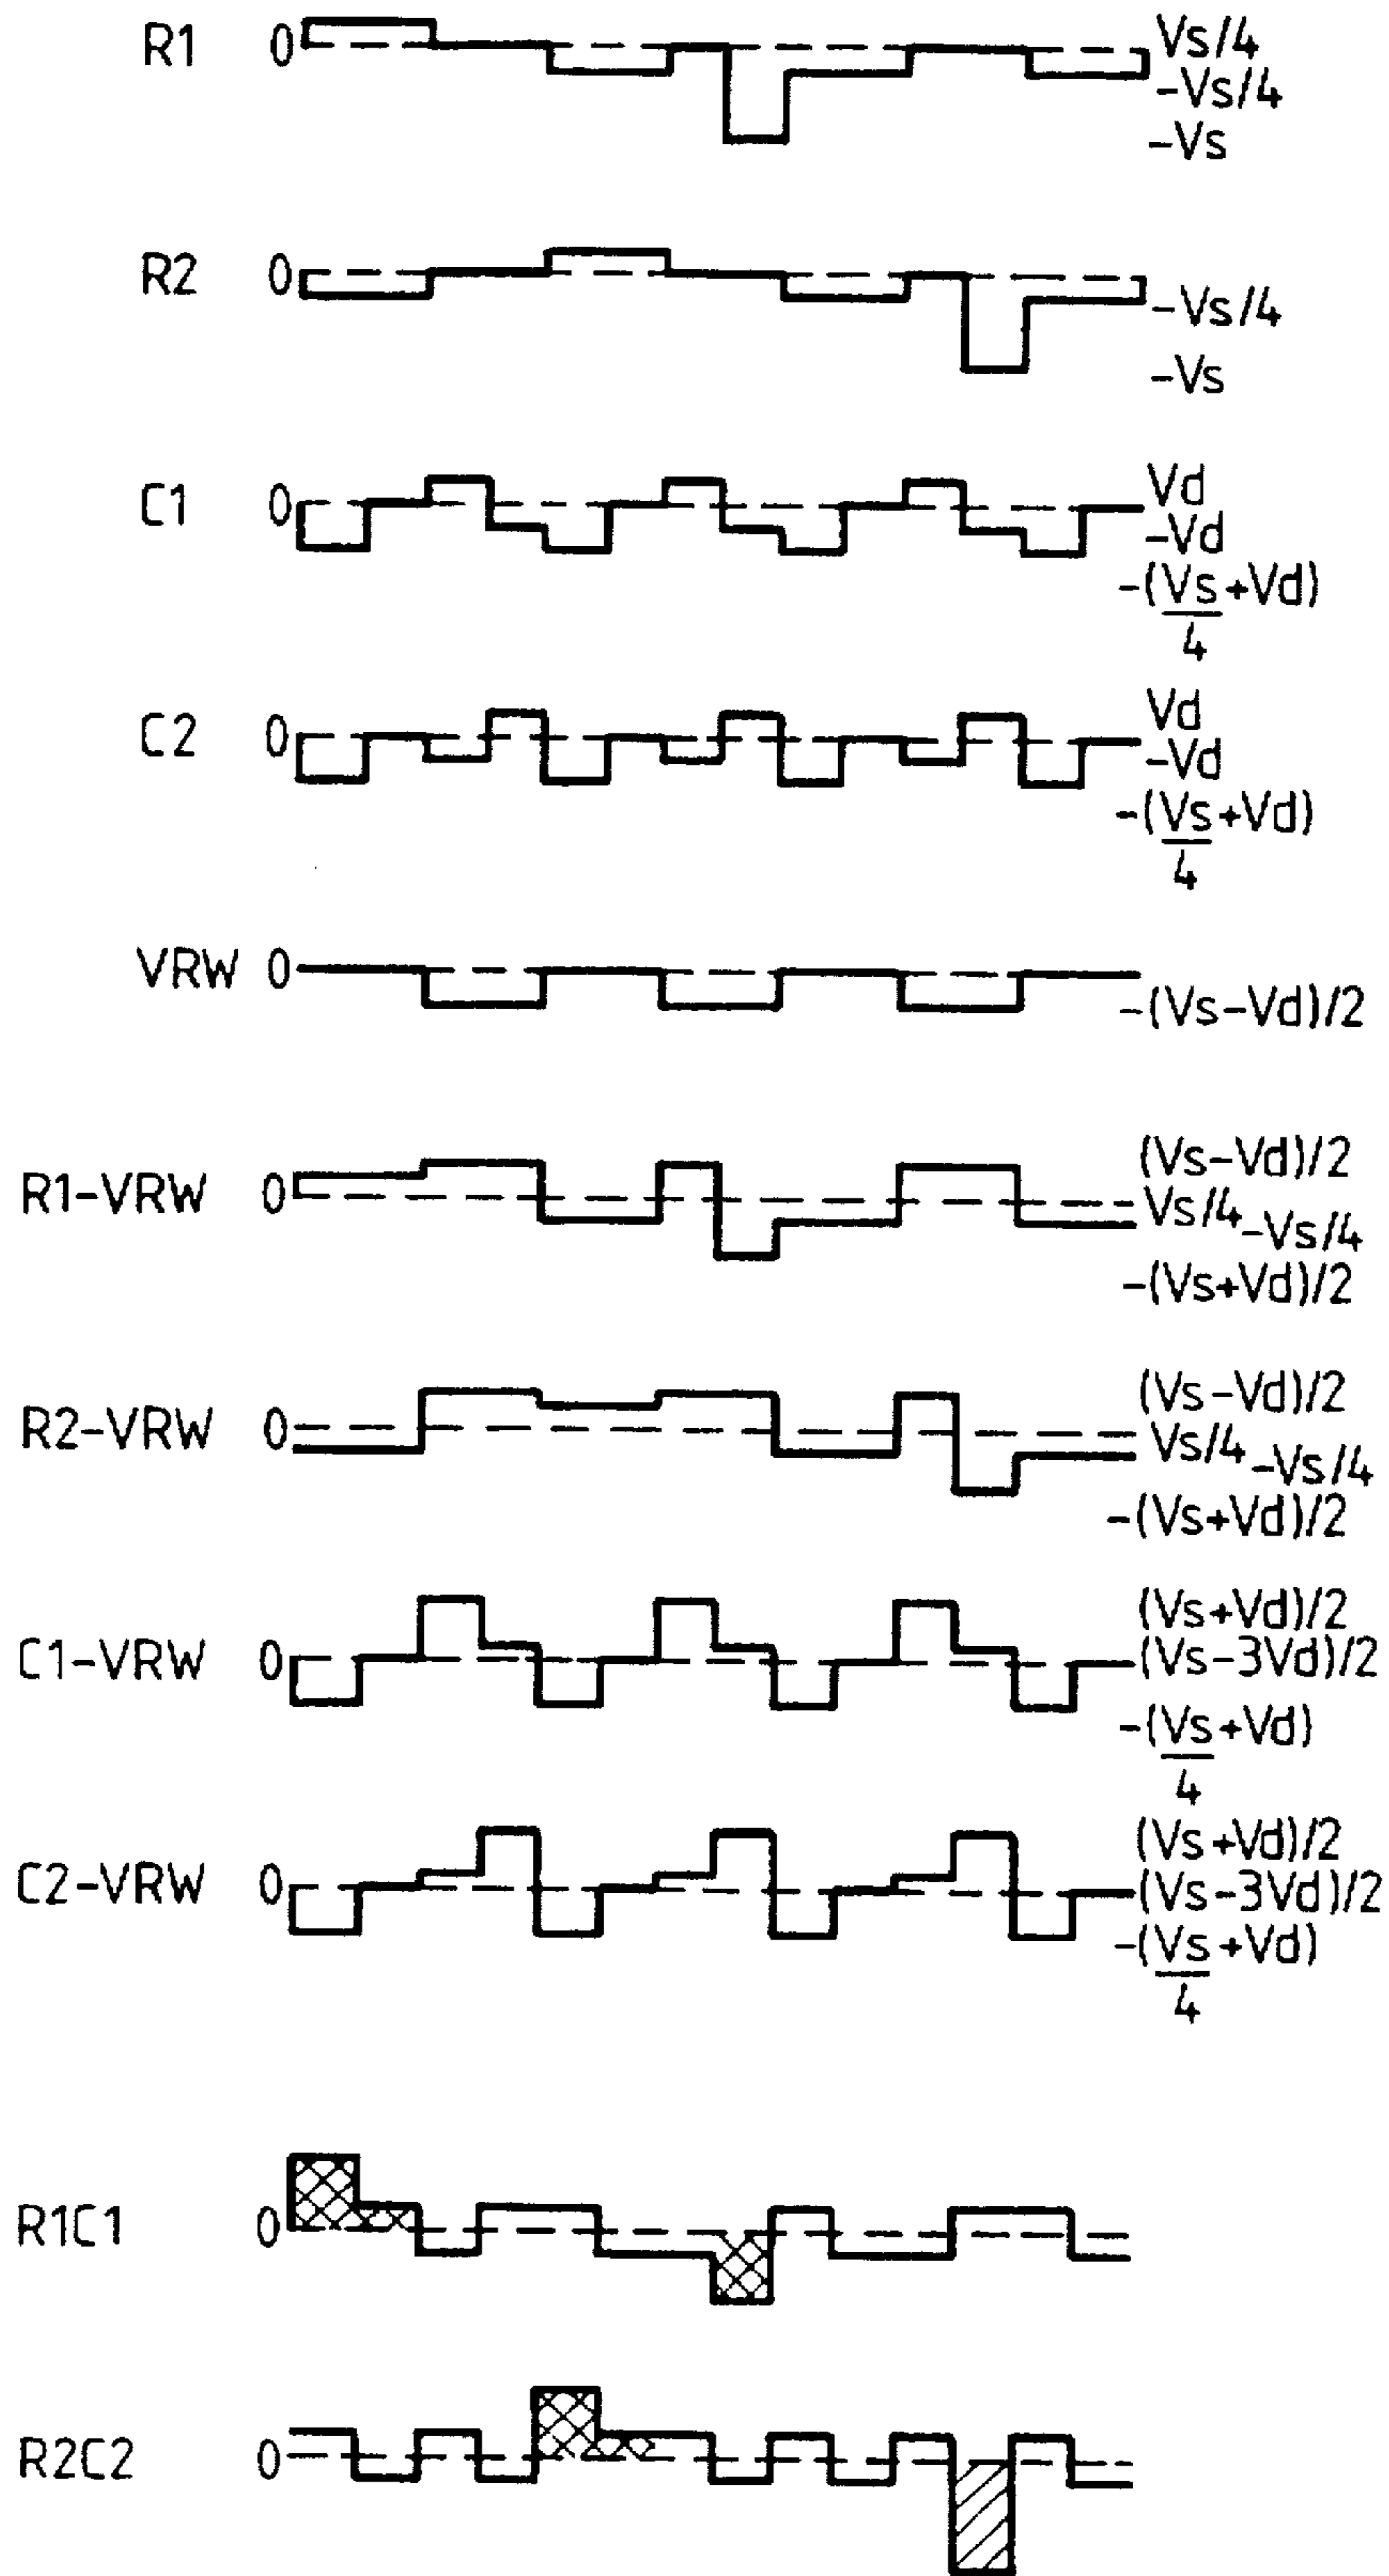 R1 0 Vs/4
-Vs/4
-Vs
R2 0
-Vs/4
-Vs
C1 0 Vd
-Vd
-(Vs+Vd)
4
C2 0 Vd
-Vd
-(Vs+Vd)
4
VRW 0
-(Vs-Vd)/2
R1-VRW 0 (Vs-Vd)/2
Vs/4 -Vs/4
-(Vs+Vd)/2
R2-VRW 0 (Vs-Vd)/2
Vs/4 -Vs/4
-(Vs+Vd)/2
C1-VRW 0 (Vs+Vd)/2
(Vs-3Vd)/2
-(Vs+Vd)
4
C2-VRW 0 (Vs+Vd)/2
(Vs-3Vd)/2
-(Vs+Vd)
4
R1C1 0
R2C2 0